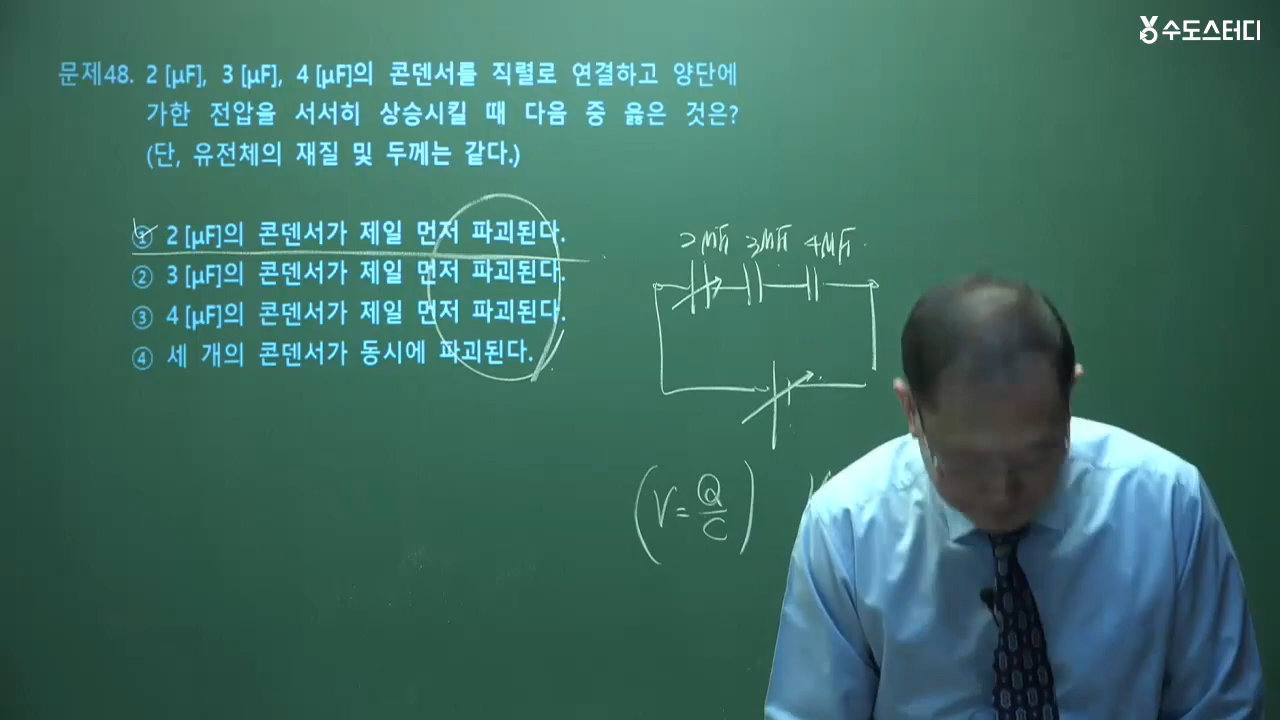 수도스터디
문제48. 2 [μF], 3 [μF], 4 [μF]의 콘덴서를 직렬로 연결하고 양단에
가한 전압을 서서히 상승시킬 때 다음 중 옳은 것은?
(단, 유전체의 재질 및 두께는 같다.)
① 2 [μF]의 콘덴서가 제일 먼저 파괴된다.
② 3 [μF]의 콘덴서가 제일 먼저 파괴된다.
③ 4 [μF]의 콘덴서가 제일 먼저 파괴된다.
④ 세 개의 콘덴서가 동시에 파괴된다.
2μF 3μF 4μF
(V = Q/C)